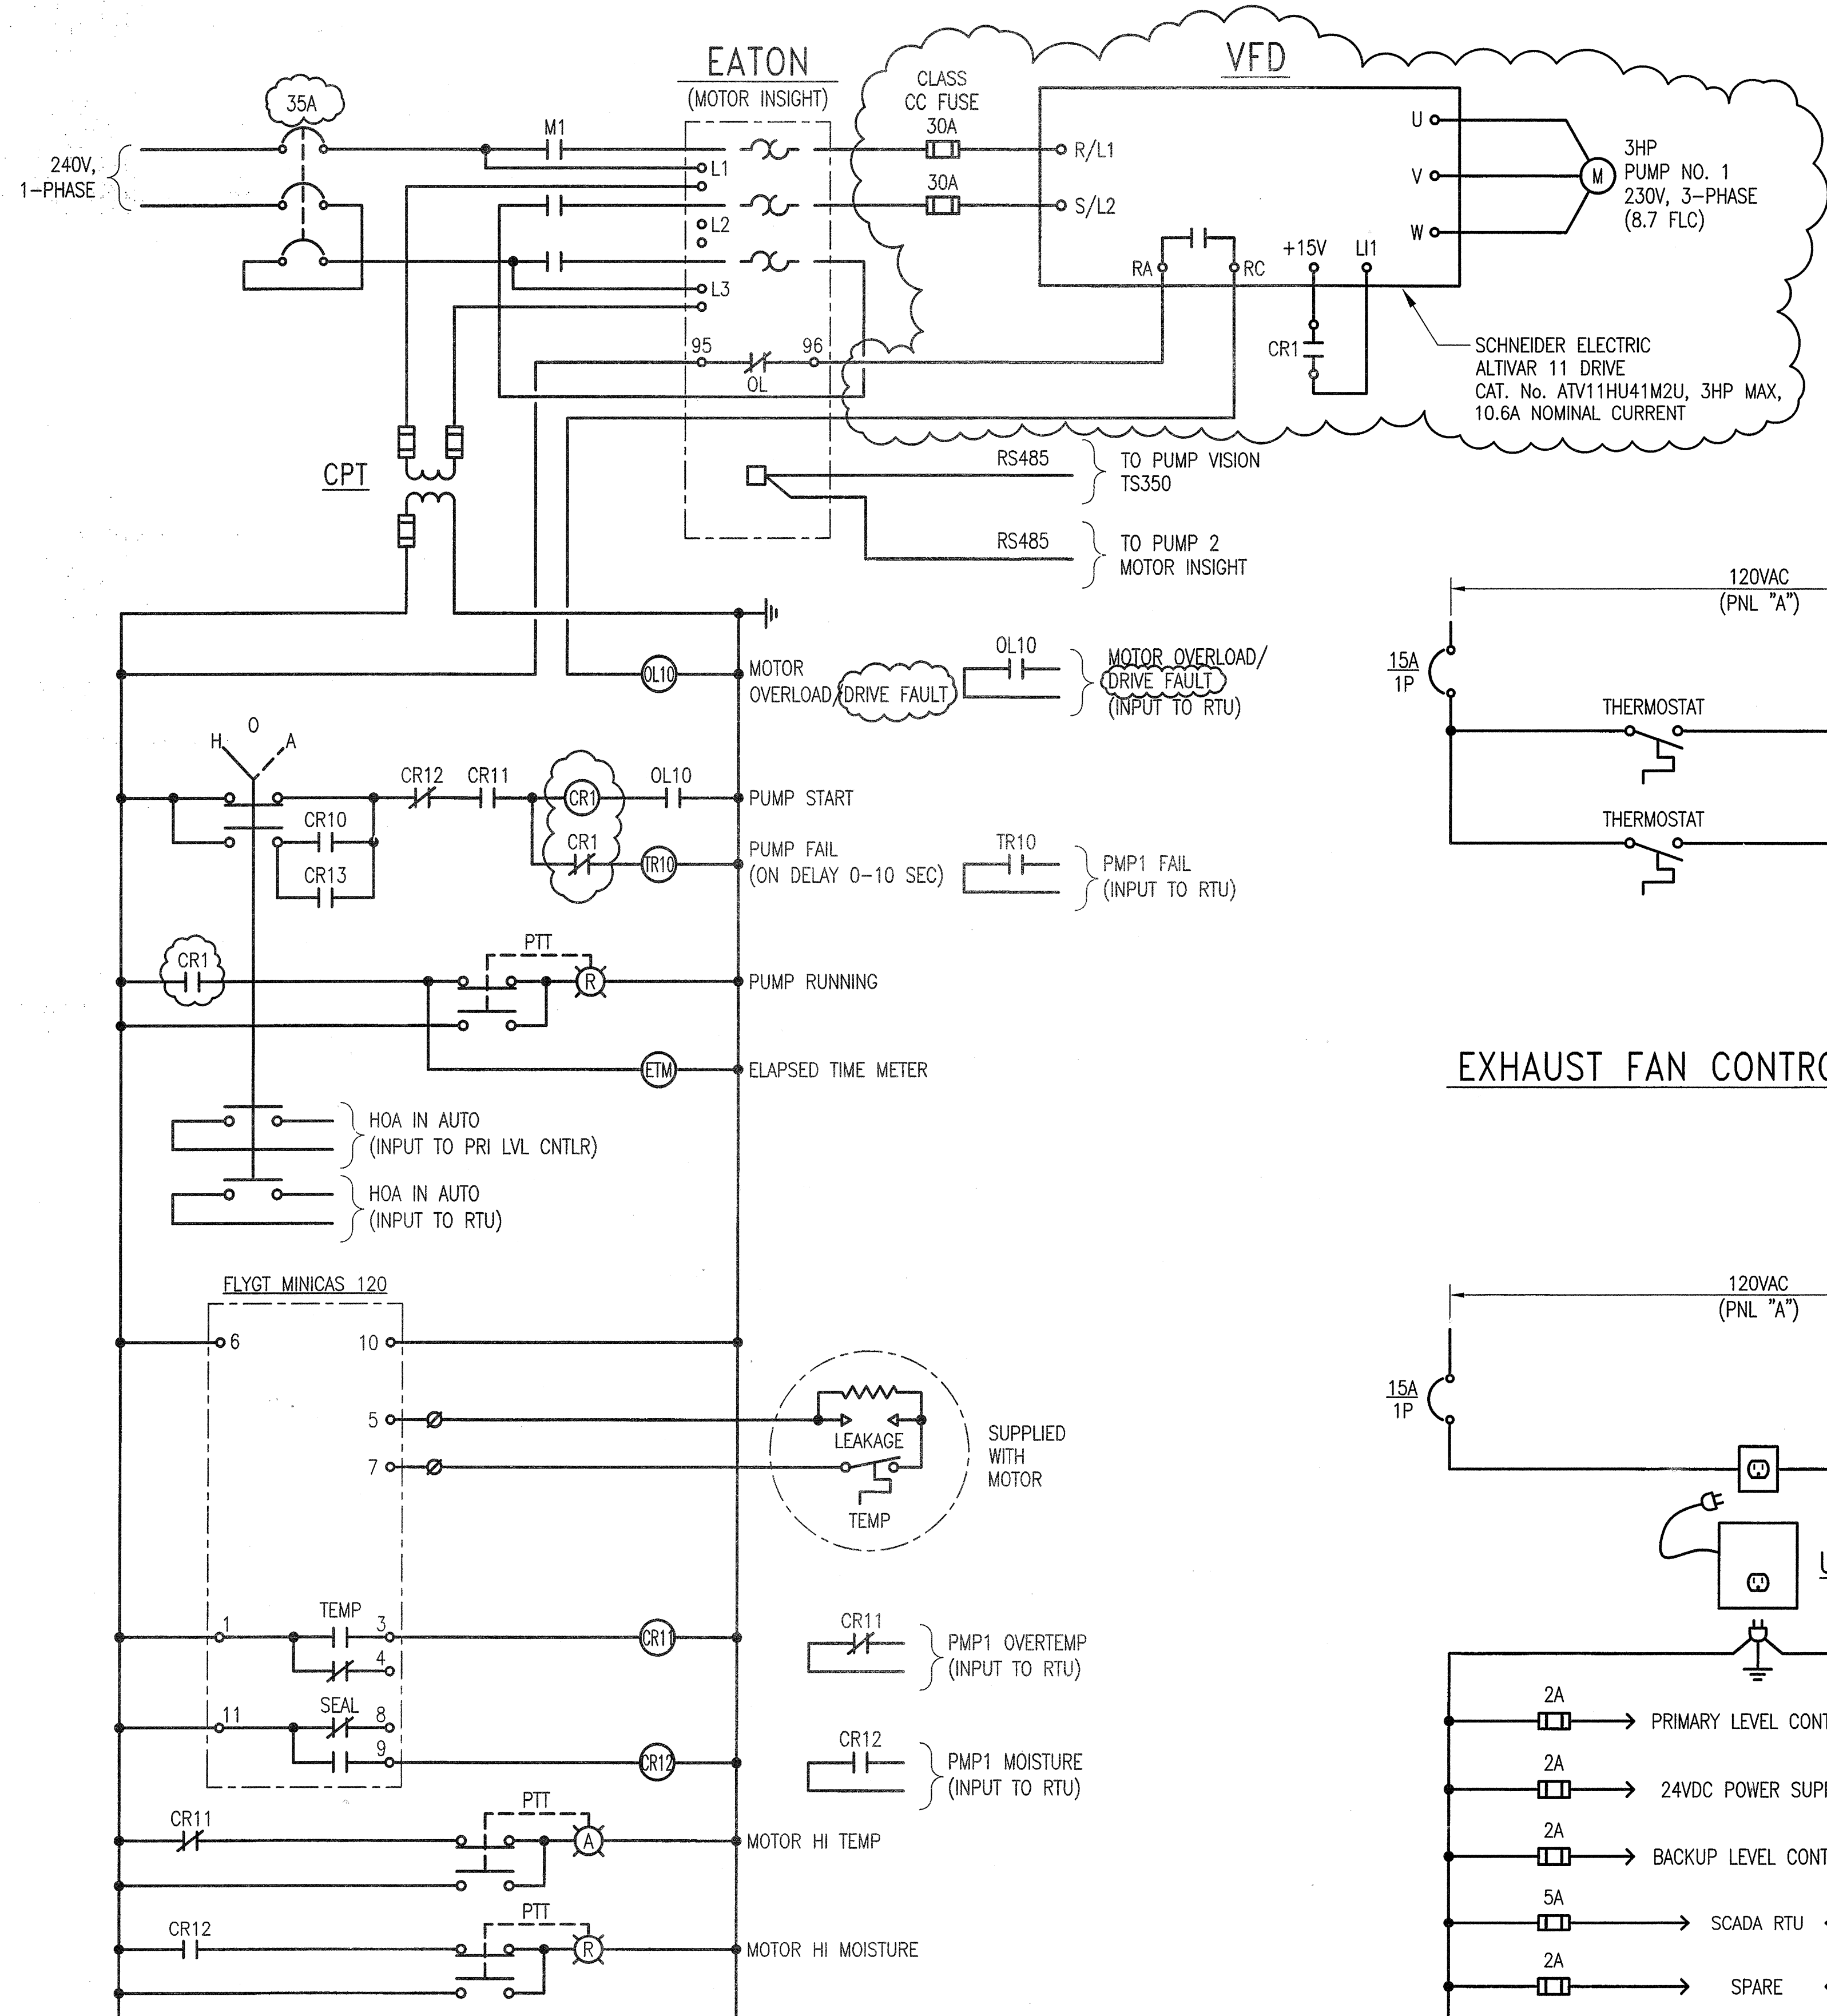 EATON
(MOTOR INSIGHT)
VFD
35A
CLASS
CC FUSE
30A
M1
240V,
1-PHASE
L1
R/L1
U
3HP
PUMP NO. 1
230V, 3-PHASE
(8.7 FLC)
M
V
30A
L2
S/L2
W
RA
RC
+15V
LI1
L3
95
96
OL
CR1
SCHNEIDER ELECTRIC
ALTIVAR 11 DRIVE
CAT. No. ATV11HU41M2U, 3HP MAX,
10.6A NOMINAL CURRENT
CPT
RS485
TO PUMP VISION
TS350
RS485
TO PUMP 2
MOTOR INSIGHT
120VAC
(PNL "A")
15A
1P
OL10
MOTOR
OVERLOAD/DRIVE FAULT
OL10
MOTOR OVERLOAD/
DRIVE FAULT
(INPUT TO RTU)
THERMOSTAT
H
O
A
CR12
CR11
CR1
OL10
PUMP START
CR10
CR13
CR1
TR10
PUMP FAIL
(ON DELAY 0-10 SEC)
TR10
PMP1 FAIL
(INPUT TO RTU)
THERMOSTAT
CR1
PTT
R
PUMP RUNNING
ETM
ELAPSED TIME METER
EXHAUST FAN CONTRO
HOA IN AUTO
(INPUT TO PRI LVL CNTLR)
HOA IN AUTO
(INPUT TO RTU)
FLYGT MINICAS 120
6
10
5
7
LEAKAGE
TEMP
SUPPLIED
WITH
MOTOR
120VAC
(PNL "A")
15A
1P
1
TEMP
3
4
CR11
CR11
PMP1 OVERTEMP
(INPUT TO RTU)
11
SEAL
8
9
CR12
CR12
PMP1 MOISTURE
(INPUT TO RTU)
CR11
PTT
A
MOTOR HI TEMP
CR12
PTT
R
MOTOR HI MOISTURE
2A
PRIMARY LEVEL CONT
2A
24VDC POWER SUP
2A
BACKUP LEVEL CONT
5A
SCADA RTU
2A
SPARE